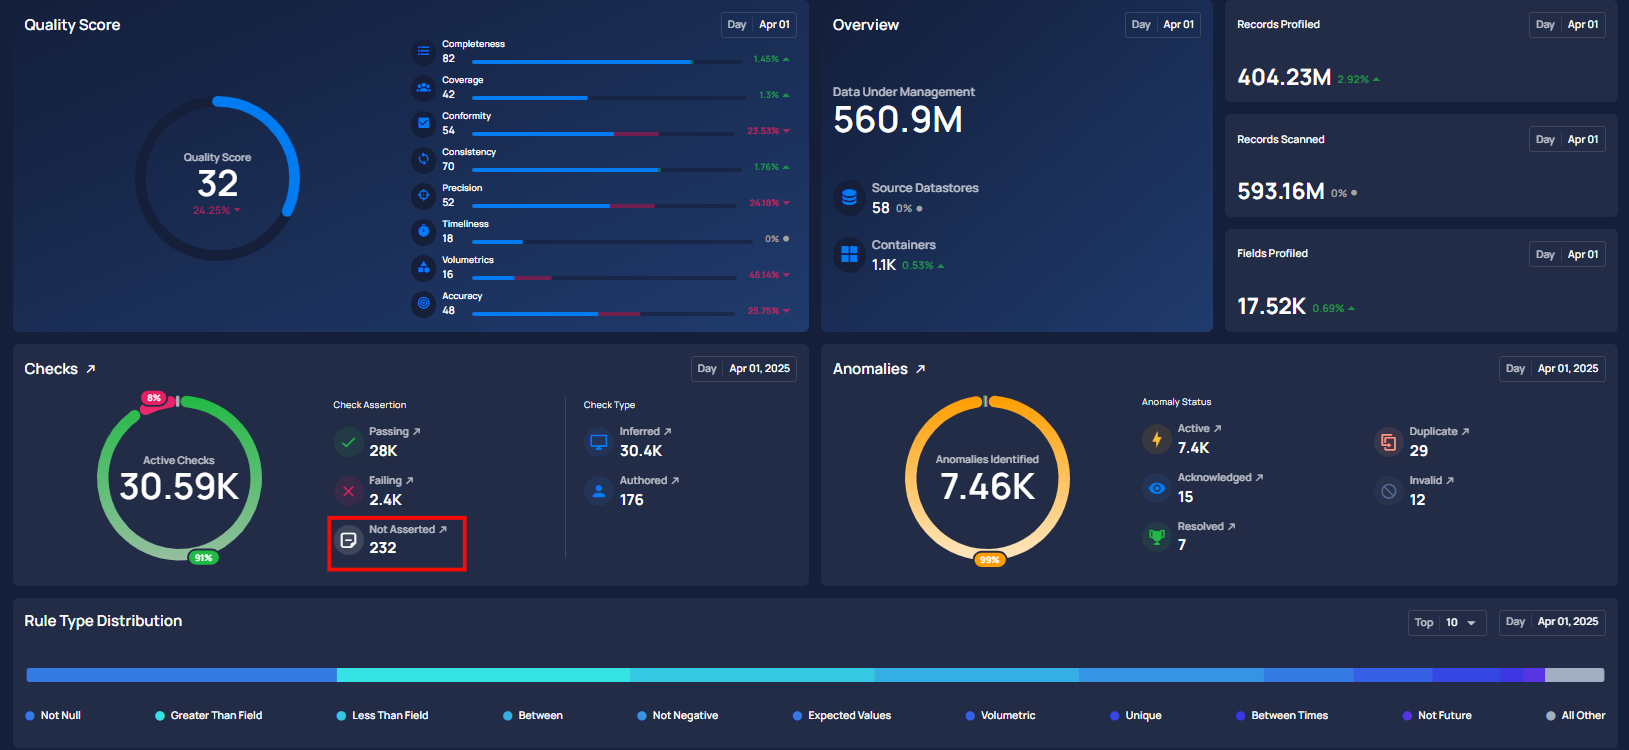 Quality Score
Day Apr 01
Quality Score
32
24.25%
Completeness
82
1.45%
Coverage
42
1.3%
Conformity
54
23.53%
Consistency
70
1.76%
Precision
52
24.18%
Timeliness
18
0%
Volumetrics
16
46.14%
Accuracy
48
25.75%
Overview
Day Apr 01
Data Under Management
560.9M
Source Datastores
58 0%
Containers
1.1K 0.53%
Records Profiled
Day Apr 01
404.23M 2.92%
Records Scanned
Day Apr 01
593.16M 0%
Fields Profiled
Day Apr 01
17.52K 0.69%
Checks
Day Apr 01, 2025
8%
Active Checks
30.59K
91%
Check Assertion
Passing
28K
Failing
2.4K
Not Asserted
232
Check Type
Inferred
30.4K
Authored
176
Anomalies
Day Apr 01, 2025
Anomalies Identified
7.46K
99%
Anomaly Status
Active
7.4K
Acknowledged
15
Resolved
7
Duplicate
29
Invalid
12
Rule Type Distribution
Top 10
Day Apr 01, 2025
Not Null
Greater Than Field
Less Than Field
Between
Not Negative
Expected Values
Volumetric
Unique
Between Times
Not Future
All Other